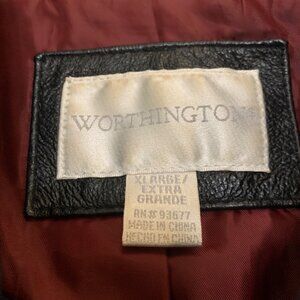 WORTHINGTON®
XLARGE/
EXTRA
GRANDE
RN# 93677
MADE IN CHINA
HECHO EN CHINA